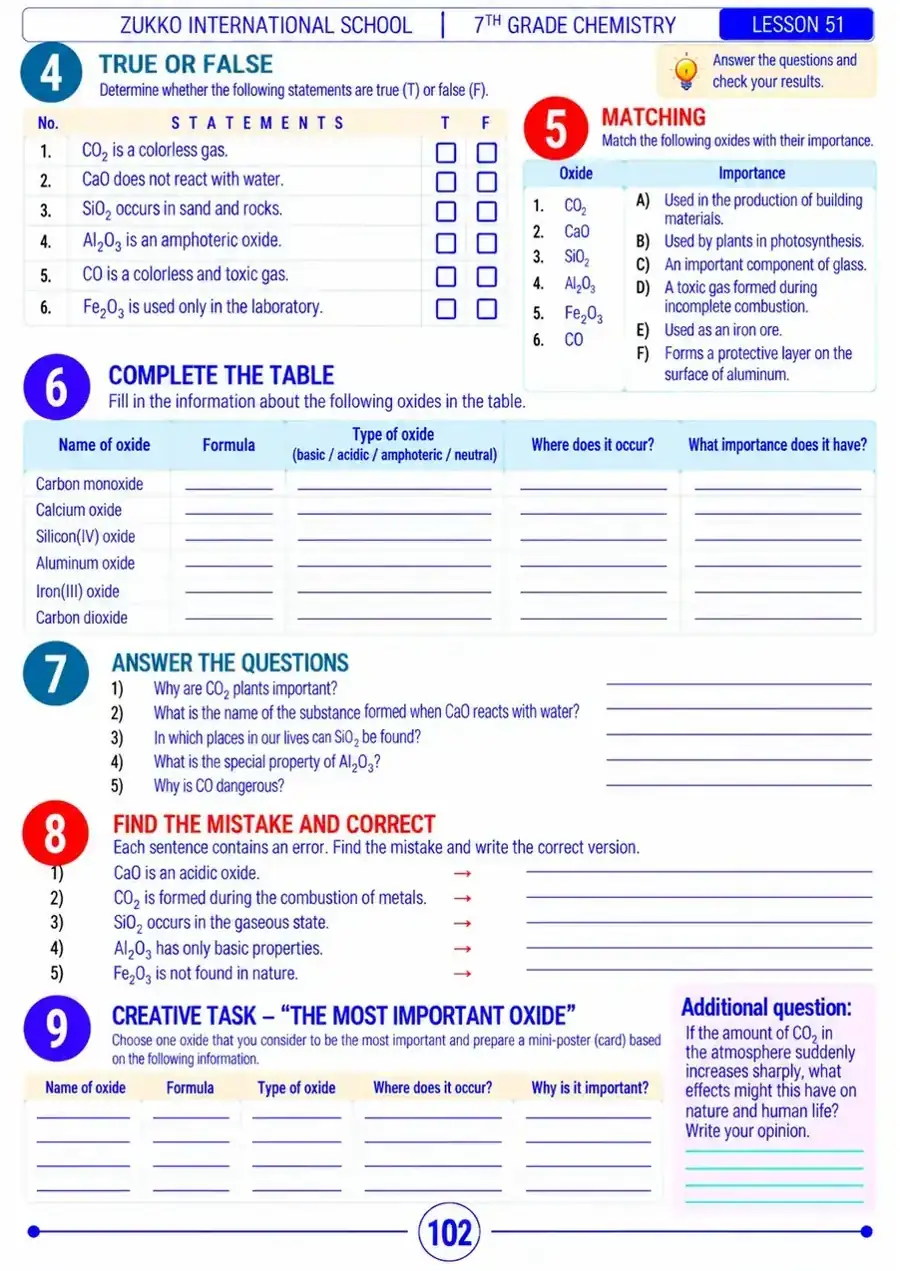 ZUKKO INTERNATIONAL SCHOOL | 7TH GRADE CHEMISTRY LESSON 51
4 TRUE OR FALSE
Determine whether the following statements are true (T) or false (F).
No. STATEMENTS T F
1. CO₂ is a colorless gas.
2. CaO does not react with water.
3. SiO₂ occurs in sand and rocks.
4. Al₂O₃ is an amphoteric oxide.
5. CO is a colorless and toxic gas.
6. Fe₂O₃ is used only in the laboratory.
Answer the questions and
check your results.
5 MATCHING
Match the following oxides with their importance.
Oxide Importance
1. CO₂
2. CaO
3. SiO₂
4. Al₂O₃
5. Fe₂O₃
6. CO
A) Used in the production of building
materials.
B) Used by plants in photosynthesis.
C) An important component of glass.
D) A toxic gas formed during
incomplete combustion.
E) Used as an iron ore.
F) Forms a protective layer on the
surface of aluminum.
6 COMPLETE THE TABLE
Fill in the information about the following oxides in the table.
Name of oxide Formula Type of oxide (basic / acidic / amphoteric / neutral) Where does it occur? What importance does it have?
Carbon monoxide
Calcium oxide
Silicon(IV) oxide
Aluminum oxide
Iron(III) oxide
Carbon dioxide
7 ANSWER THE QUESTIONS
1) Why are CO₂ plants important?
2) What is the name of the substance formed when CaO reacts with water?
3) In which places in our lives can SiO₂ be found?
4) What is the special property of Al₂O₃?
5) Why is CO dangerous?
8 FIND THE MISTAKE AND CORRECT
Each sentence contains an error. Find the mistake and write the correct version.
1) CaO is an acidic oxide. →
2) CO₂ is formed during the combustion of metals. →
3) SiO₂ occurs in the gaseous state. →
4) Al₂O₃ has only basic properties. →
5) Fe₂O₃ is not found in nature. →
9 CREATIVE TASK – “THE MOST IMPORTANT OXIDE”
Choose one oxide that you consider to be the most important and prepare a mini-poster (card) based
on the following information.
Name of oxide Formula Type of oxide Where does it occur? Why is it important?
Additional question:
If the amount of CO₂ in
the atmosphere suddenly
increases sharply, what
effects might this have on
nature and human life?
Write your opinion.
102